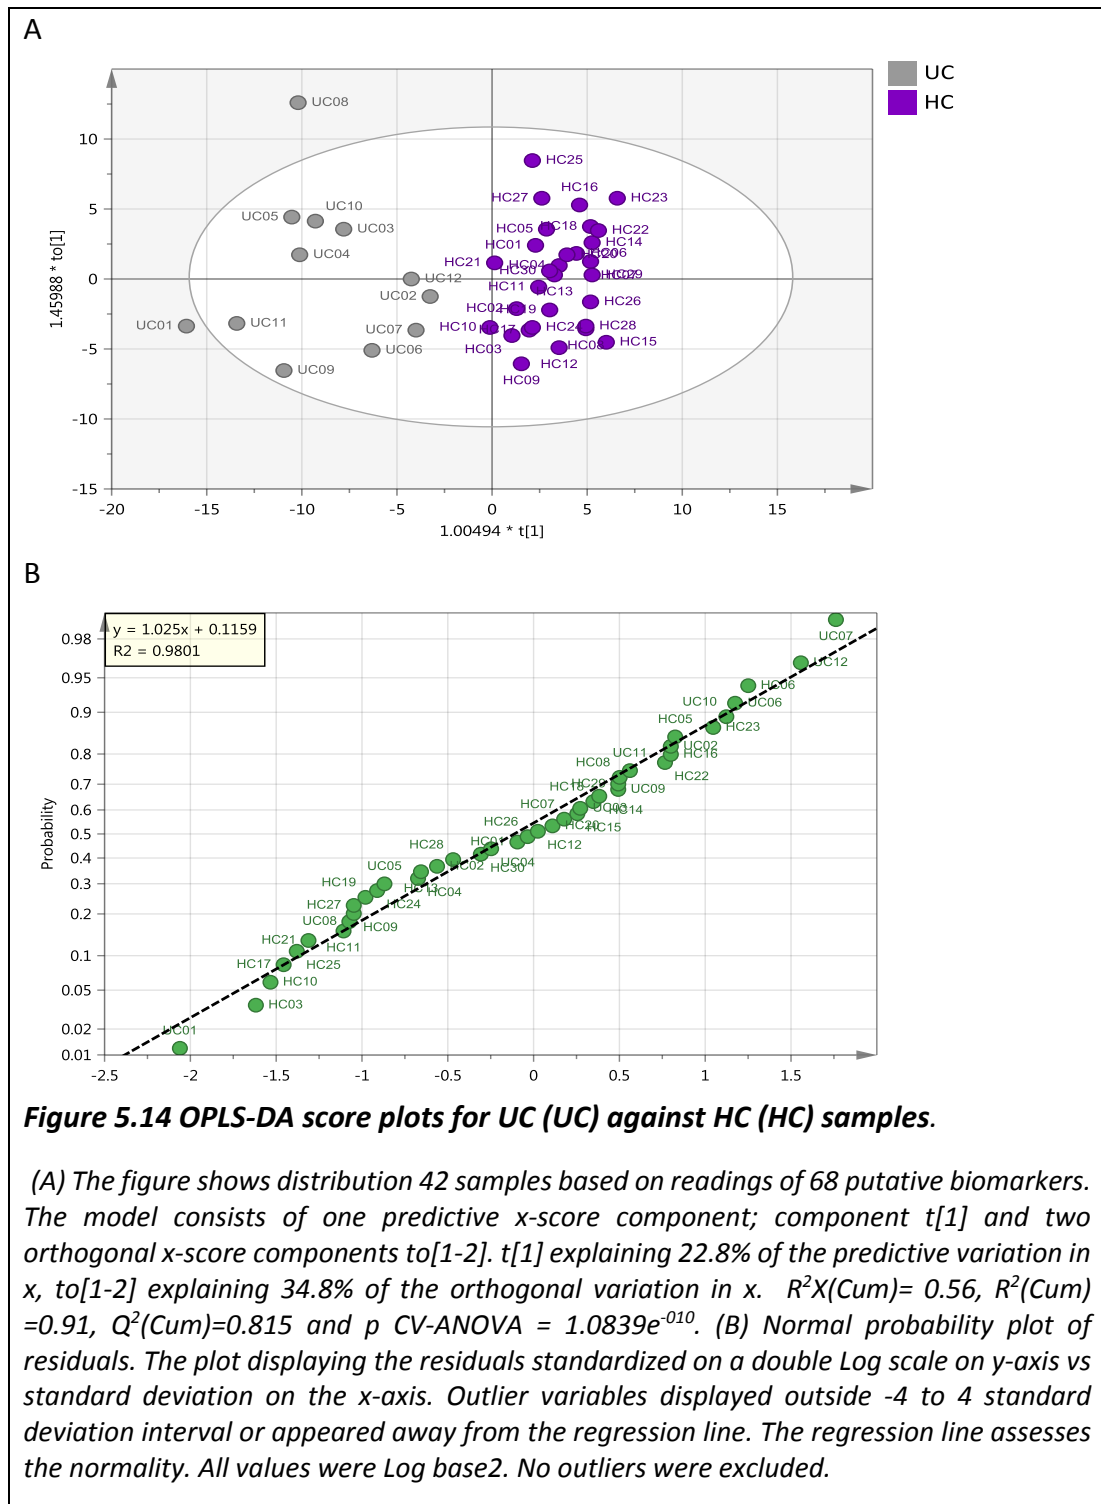 A
UC
HC
UC08
HC25
HC16
HC27
HC23
UC10
UC05
UC03
HC05
HC18
HC22
HC14
HC01
UC04
HC21
HC04
HC30
HC29
UC12
HC11
HC13
UC02
HC02
HC26
UC01
UC11
UC07
HC10
HC24
HC28
HC03
HC08
HC15
UC06
HC12
UC09
HC09
10
5
0
-5
-10
-15
1.45988 * to[1]
-20 -15 -10 -5 0 5 10 15
1.00494 * t[1]
B
y = 1.025x + 0.1159
R2 = 0.9801
UC07
UC12
HC06
UC10 UC06
HC05 HC23
UC11 UC02
HC08 HC16
HC22
UC09
HC07
HC14
HC26
HC15
HC28
HC12
UC05 HC02 UC04
HC30
HC19
HC04
HC27 HC24
UC08 HC09
HC21 HC11
HC17 HC25
HC10
HC03
UC01
0.98
0.95
0.9
0.8
0.7
0.6
0.5
0.4
0.3
0.2
0.1
0.05
0.02
0.01
Probability
-2.5 -2 -1.5 -1 -0.5 0 0.5 1 1.5
Figure 5.14 OPLS-DA score plots for UC (UC) against HC (HC) samples.
(A) The figure shows distribution 42 samples based on readings of 68 putative biomarkers.
The model consists of one predictive x-score component; component t[1] and two
orthogonal x-score components to[1-2]. t[1] explaining 22.8% of the predictive variation in
x, to[1-2] explaining 34.8% of the orthogonal variation in x. R²X(Cum)= 0.56, R²(Cum)
=0.91, Q²(Cum)=0.815 and p CV-ANOVA = 1.0839e⁻⁰¹⁰. (B) Normal probability plot of
residuals. The plot displaying the residuals standardized on a double Log scale on y-axis vs
standard deviation on the x-axis. Outlier variables displayed outside -4 to 4 standard
deviation interval or appeared away from the regression line. The regression line assesses
the normality. All values were Log base2. No outliers were excluded.